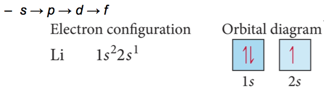 – s → p → d → f
Electron configuration Orbital diagram
Li 1s²2s¹ ⥮ ↿
1s 2s